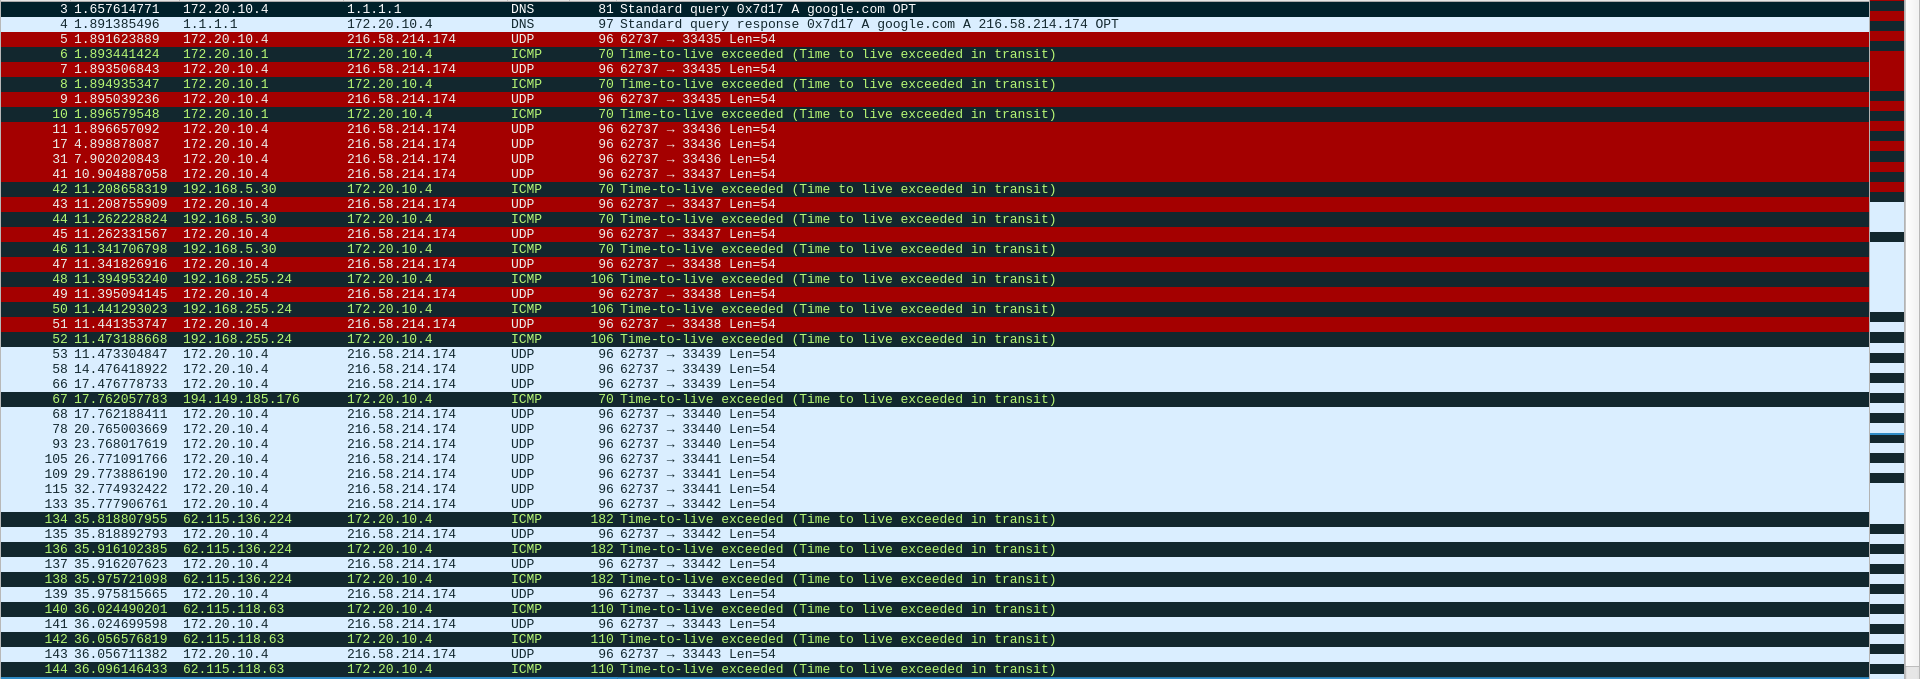 3 1.657614771 172.20.10.4 1.1.1.1 DNS 81 Standard query 0x7d17 A google.com OPT
4 1.891385496 1.1.1.1 172.20.10.4 DNS 97 Standard query response 0x7d17 A google.com A 216.58.214.174 OPT
5 1.891623889 172.20.10.4 216.58.214.174 UDP 96 62737 → 33435 Len=54
6 1.893441424 172.20.10.1 172.20.10.4 ICMP 70 Time-to-live exceeded (Time to live exceeded in transit)
7 1.893506843 172.20.10.4 216.58.214.174 UDP 96 62737 → 33435 Len=54
8 1.894935347 172.20.10.1 172.20.10.4 ICMP 70 Time-to-live exceeded (Time to live exceeded in transit)
9 1.895039236 172.20.10.4 216.58.214.174 UDP 96 62737 → 33435 Len=54
10 1.896579548 172.20.10.1 172.20.10.4 ICMP 70 Time-to-live exceeded (Time to live exceeded in transit)
11 1.896657092 172.20.10.4 216.58.214.174 UDP 96 62737 → 33436 Len=54
17 4.898878087 172.20.10.4 216.58.214.174 UDP 96 62737 → 33436 Len=54
31 7.902020843 172.20.10.4 216.58.214.174 UDP 96 62737 → 33436 Len=54
41 10.904887058 172.20.10.4 216.58.214.174 UDP 96 62737 → 33437 Len=54
42 11.208658319 192.168.5.30 172.20.10.4 ICMP 70 Time-to-live exceeded (Time to live exceeded in transit)
43 11.208755909 172.20.10.4 216.58.214.174 UDP 96 62737 → 33437 Len=54
44 11.262228824 192.168.5.30 172.20.10.4 ICMP 70 Time-to-live exceeded (Time to live exceeded in transit)
45 11.262331567 172.20.10.4 216.58.214.174 UDP 96 62737 → 33437 Len=54
46 11.341706798 192.168.5.30 172.20.10.4 ICMP 70 Time-to-live exceeded (Time to live exceeded in transit)
47 11.341826916 172.20.10.4 216.58.214.174 UDP 96 62737 → 33438 Len=54
48 11.394953240 192.168.255.24 172.20.10.4 ICMP 106 Time-to-live exceeded (Time to live exceeded in transit)
49 11.395094145 172.20.10.4 216.58.214.174 UDP 96 62737 → 33438 Len=54
50 11.441293023 192.168.255.24 172.20.10.4 ICMP 106 Time-to-live exceeded (Time to live exceeded in transit)
51 11.441353747 172.20.10.4 216.58.214.174 UDP 96 62737 → 33438 Len=54
52 11.473188668 192.168.255.24 172.20.10.4 ICMP 106 Time-to-live exceeded (Time to live exceeded in transit)
53 11.473304847 172.20.10.4 216.58.214.174 UDP 96 62737 → 33439 Len=54
58 14.476418922 172.20.10.4 216.58.214.174 UDP 96 62737 → 33439 Len=54
66 17.476778733 172.20.10.4 216.58.214.174 UDP 96 62737 → 33439 Len=54
67 17.762057783 194.149.185.176 172.20.10.4 ICMP 70 Time-to-live exceeded (Time to live exceeded in transit)
68 17.762188411 172.20.10.4 216.58.214.174 UDP 96 62737 → 33440 Len=54
78 20.765003669 172.20.10.4 216.58.214.174 UDP 96 62737 → 33440 Len=54
93 23.768017619 172.20.10.4 216.58.214.174 UDP 96 62737 → 33440 Len=54
105 26.771091766 172.20.10.4 216.58.214.174 UDP 96 62737 → 33441 Len=54
109 29.773886190 172.20.10.4 216.58.214.174 UDP 96 62737 → 33441 Len=54
115 32.774932422 172.20.10.4 216.58.214.174 UDP 96 62737 → 33441 Len=54
133 35.777906761 172.20.10.4 216.58.214.174 UDP 96 62737 → 33442 Len=54
134 35.818807955 62.115.136.224 172.20.10.4 ICMP 182 Time-to-live exceeded (Time to live exceeded in transit)
135 35.818892793 172.20.10.4 216.58.214.174 UDP 96 62737 → 33442 Len=54
136 35.916102385 62.115.136.224 172.20.10.4 ICMP 182 Time-to-live exceeded (Time to live exceeded in transit)
137 35.916207623 172.20.10.4 216.58.214.174 UDP 96 62737 → 33442 Len=54
138 35.975721098 62.115.136.224 172.20.10.4 ICMP 182 Time-to-live exceeded (Time to live exceeded in transit)
139 35.975815665 172.20.10.4 216.58.214.174 UDP 96 62737 → 33443 Len=54
140 36.024490201 62.115.118.63 172.20.10.4 ICMP 110 Time-to-live exceeded (Time to live exceeded in transit)
141 36.024699598 172.20.10.4 216.58.214.174 UDP 96 62737 → 33443 Len=54
142 36.056576819 62.115.118.63 172.20.10.4 ICMP 110 Time-to-live exceeded (Time to live exceeded in transit)
143 36.056711382 172.20.10.4 216.58.214.174 UDP 96 62737 → 33443 Len=54
144 36.096146433 62.115.118.63 172.20.10.4 ICMP 110 Time-to-live exceeded (Time to live exceeded in transit)